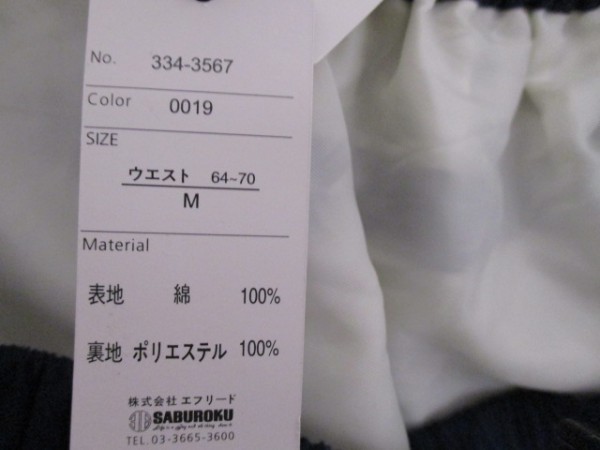 No. 334-3567
Color 0019
SIZE
ウエスト 64~70
M
Material
表地 綿 100%
裏地 ポリエステル 100%
株式会社 エフリード
SABUROKU
TEL. 03-3665-3600